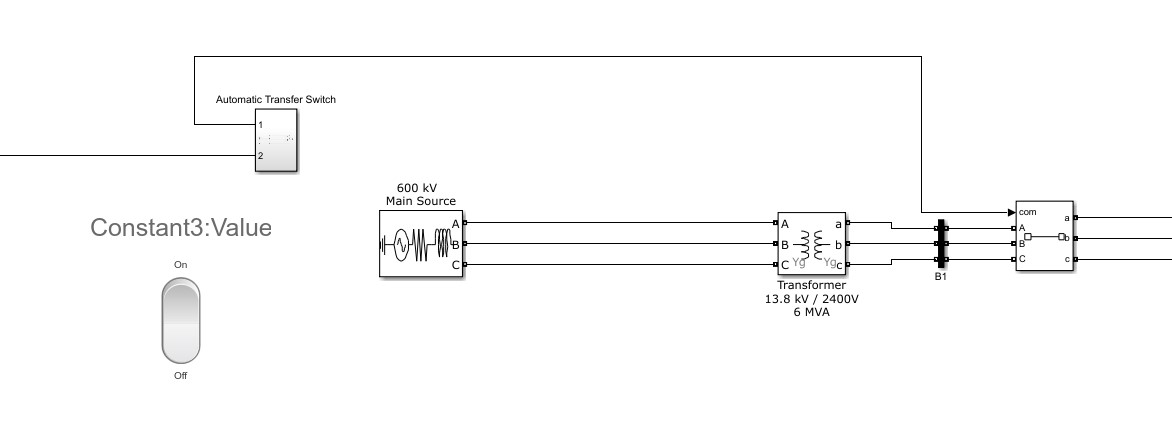 Automatic Transfer Switch
1
2
600 kV
Main Source
A
B
C
Constant3:Value
On
Off
A
B
C
a
b
c
Yg
Yg
Transformer
13.8 kV / 2400V
6 MVA
B1
com
A
B
C
a
b
c